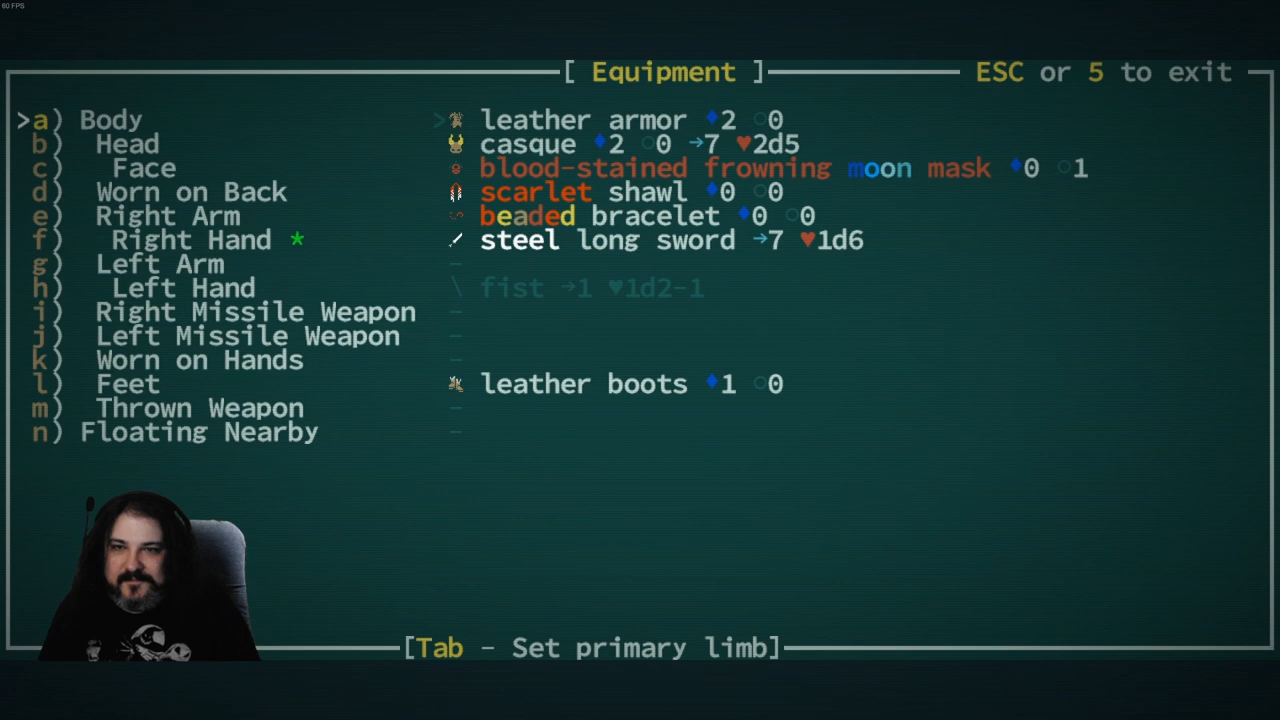 60 FPS
[ Equipment ] ESC or 5 to exit
>a) Body > leather armor ♦2 ○0
b) Head casque ♦2 ○0 →7 ♥2d5
c) Face blood-stained frowning moon mask ♦0 ○1
d) Worn on Back scarlet shawl ♦0 ○0
e) Right Arm beaded bracelet ♦0 ○0
f) Right Hand * steel long sword →7 ♥1d6
g) Left Arm –
h) Left Hand \ fist →1 ♥1d2-1
i) Right Missile Weapon –
j) Left Missile Weapon –
k) Worn on Hands –
l) Feet leather boots ♦1 ○0
m) Thrown Weapon –
n) Floating Nearby –
[Tab – Set primary limb]